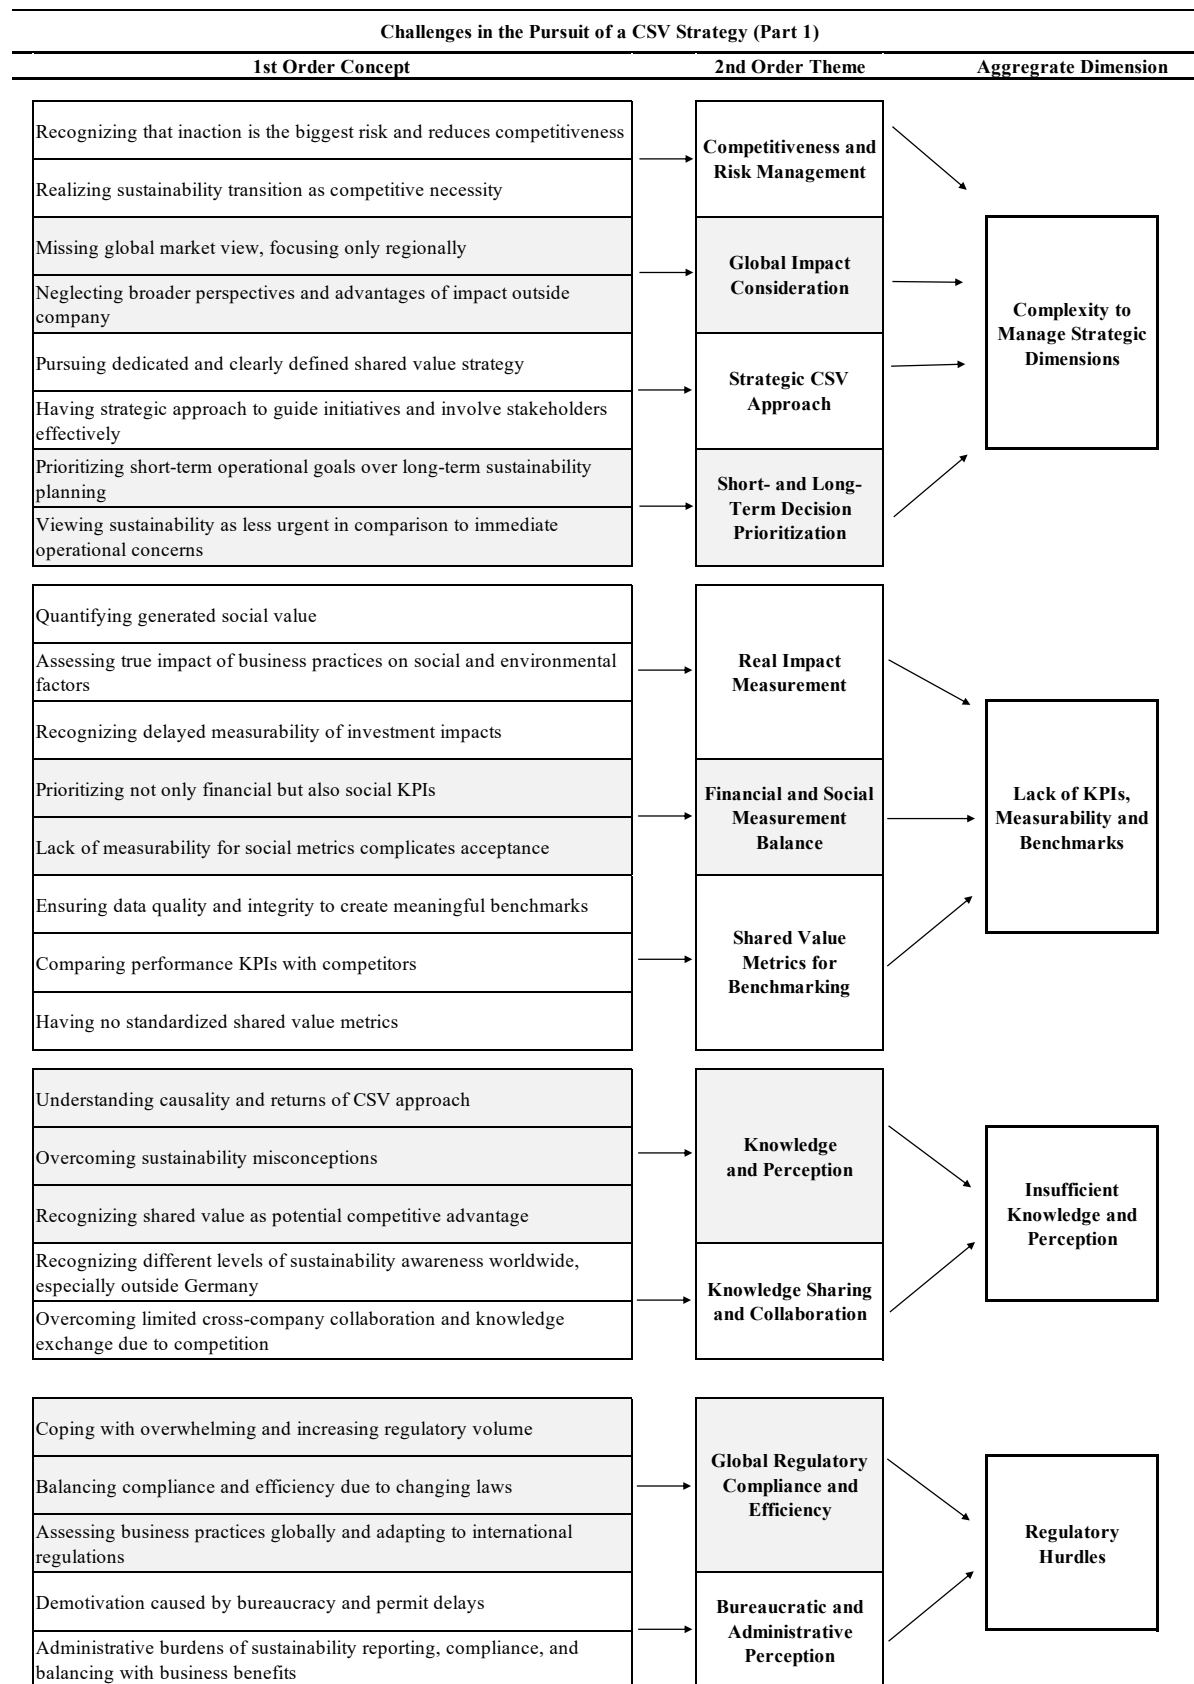 Challenges in the Pursuit of a CSV Strategy (Part 1)
1st Order Concept
2nd Order Theme
Aggregrate Dimension
Recognizing that inaction is the biggest risk and reduces competitiveness
Realizing sustainability transition as competitive necessity
Competitiveness and
Risk Management
Missing global market view, focusing only regionally
Neglecting broader perspectives and advantages of impact outside
company
Global Impact
Consideration
Pursuing dedicated and clearly defined shared value strategy
Having strategic approach to guide initiatives and involve stakeholders
effectively
Strategic CSV
Approach
Prioritizing short-term operational goals over long-term sustainability
planning
Viewing sustainability as less urgent in comparison to immediate
operational concerns
Short- and Long-
Term Decision
Prioritization
Complexity to
Manage Strategic
Dimensions
Quantifying generated social value
Assessing true impact of business practices on social and environmental
factors
Recognizing delayed measurability of investment impacts
Real Impact
Measurement
Prioritizing not only financial but also social KPIs
Lack of measurability for social metrics complicates acceptance
Financial and Social
Measurement
Balance
Ensuring data quality and integrity to create meaningful benchmarks
Comparing performance KPIs with competitors
Having no standardized shared value metrics
Shared Value
Metrics for
Benchmarking
Lack of KPIs,
Measurability and
Benchmarks
Understanding causality and returns of CSV approach
Overcoming sustainability misconceptions
Recognizing shared value as potential competitive advantage
Knowledge
and Perception
Recognizing different levels of sustainability awareness worldwide,
especially outside Germany
Overcoming limited cross-company collaboration and knowledge
exchange due to competition
Knowledge Sharing
and Collaboration
Insufficient
Knowledge and
Perception
Coping with overwhelming and increasing regulatory volume
Balancing compliance and efficiency due to changing laws
Assessing business practices globally and adapting to international
regulations
Global Regulatory
Compliance and
Efficiency
Demotivation caused by bureaucracy and permit delays
Administrative burdens of sustainability reporting, compliance, and
balancing with business benefits
Bureaucratic and
Administrative
Perception
Regulatory
Hurdles